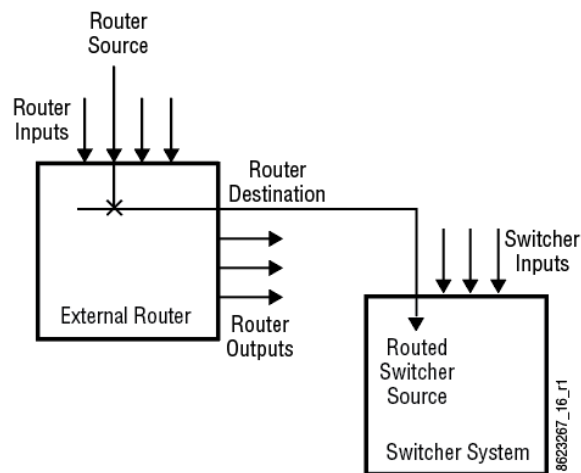 Router
Source
Router
Inputs
Router
Destination
Switcher
Inputs
External Router
Router
Outputs
Routed
Switcher
Source
Switcher System
8623267_16_r1